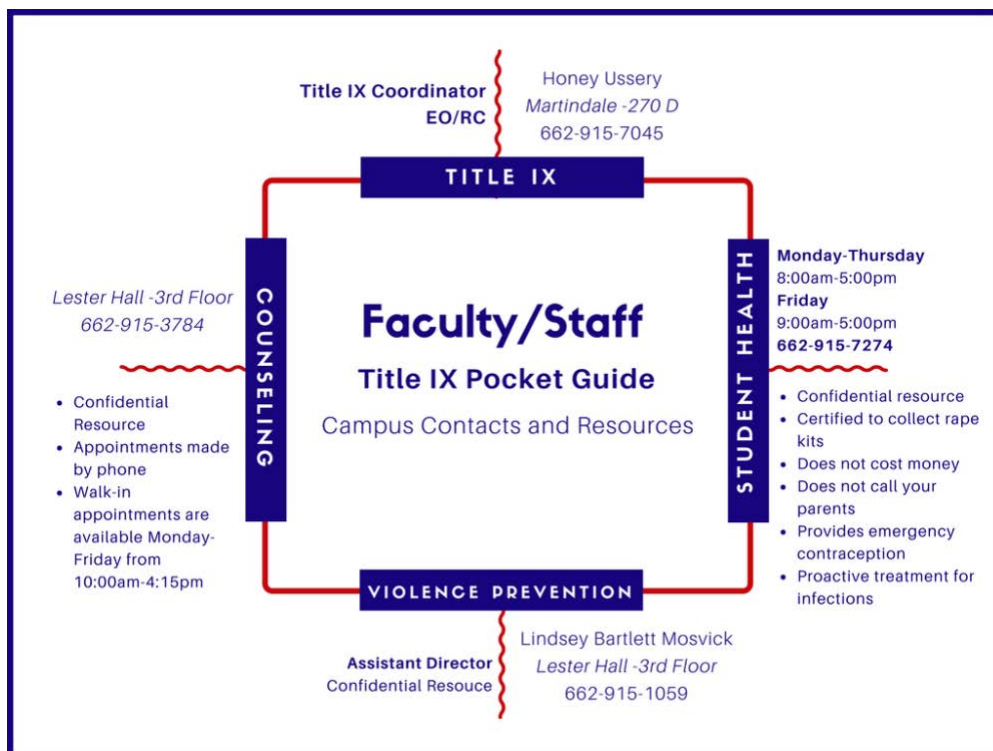 Title IX Coordinator
EO/RC
Honey Ussery
Martindale -270 D
662-915-7045
TITLE IX
COUNSELING
Lester Hall -3rd Floor
662-915-3784
• Confidential
Resource
• Appointments made
by phone
• Walk-in
appointments are
available Monday-
Friday from
10:00am-4:15pm
Faculty/Staff
Title IX Pocket Guide
Campus Contacts and Resources
STUDENT HEALTH
Monday-Thursday
8:00am-5:00pm
Friday
9:00am-5:00pm
662-915-7274
• Confidential resource
• Certified to collect rape
kits
• Does not cost money
• Does not call your
parents
• Provides emergency
contraception
• Proactive treatment for
infections
VIOLENCE PREVENTION
Assistant Director
Confidential Resouce
Lindsey Bartlett Mosvick
Lester Hall -3rd Floor
662-915-1059